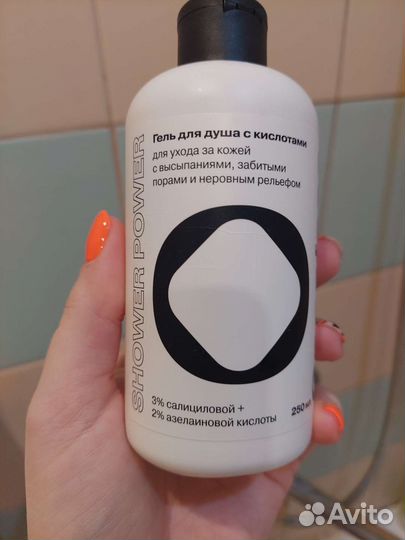 SHOWER POWER
Гель для душа с кислотами
для ухода за кожей
с высыпаниями, забитыми
порами и неровным рельефом
3% салициловой +
2% азелаиновой кислоты
250 мл
Avito